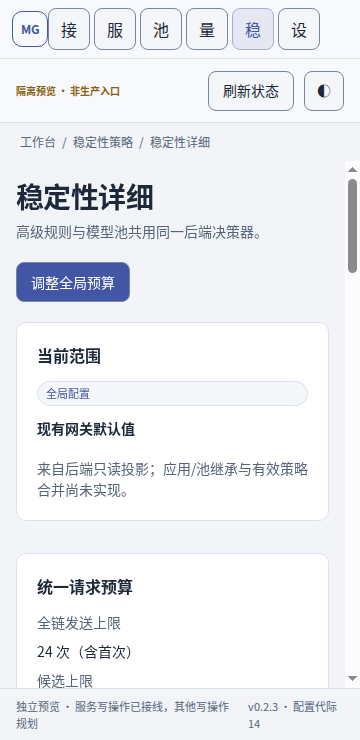 MG 接 服 池 量 稳 设
隔离预览 · 非生产入口 刷新状态
工作台 / 稳定性策略 / 稳定性详细
稳定性详细
高级规则与模型池共用同一后端决策器。
调整全局预算
当前范围
全局配置
现有网关默认值
来自后端只读投影；应用/池继承与有效策略
合并尚未实现。
统一请求预算
全链发送上限
24 次（含首次）
候选上限
独立预览 · 服务写操作已接线，其他写操作
规划
v0.2.3 · 配置代际
14